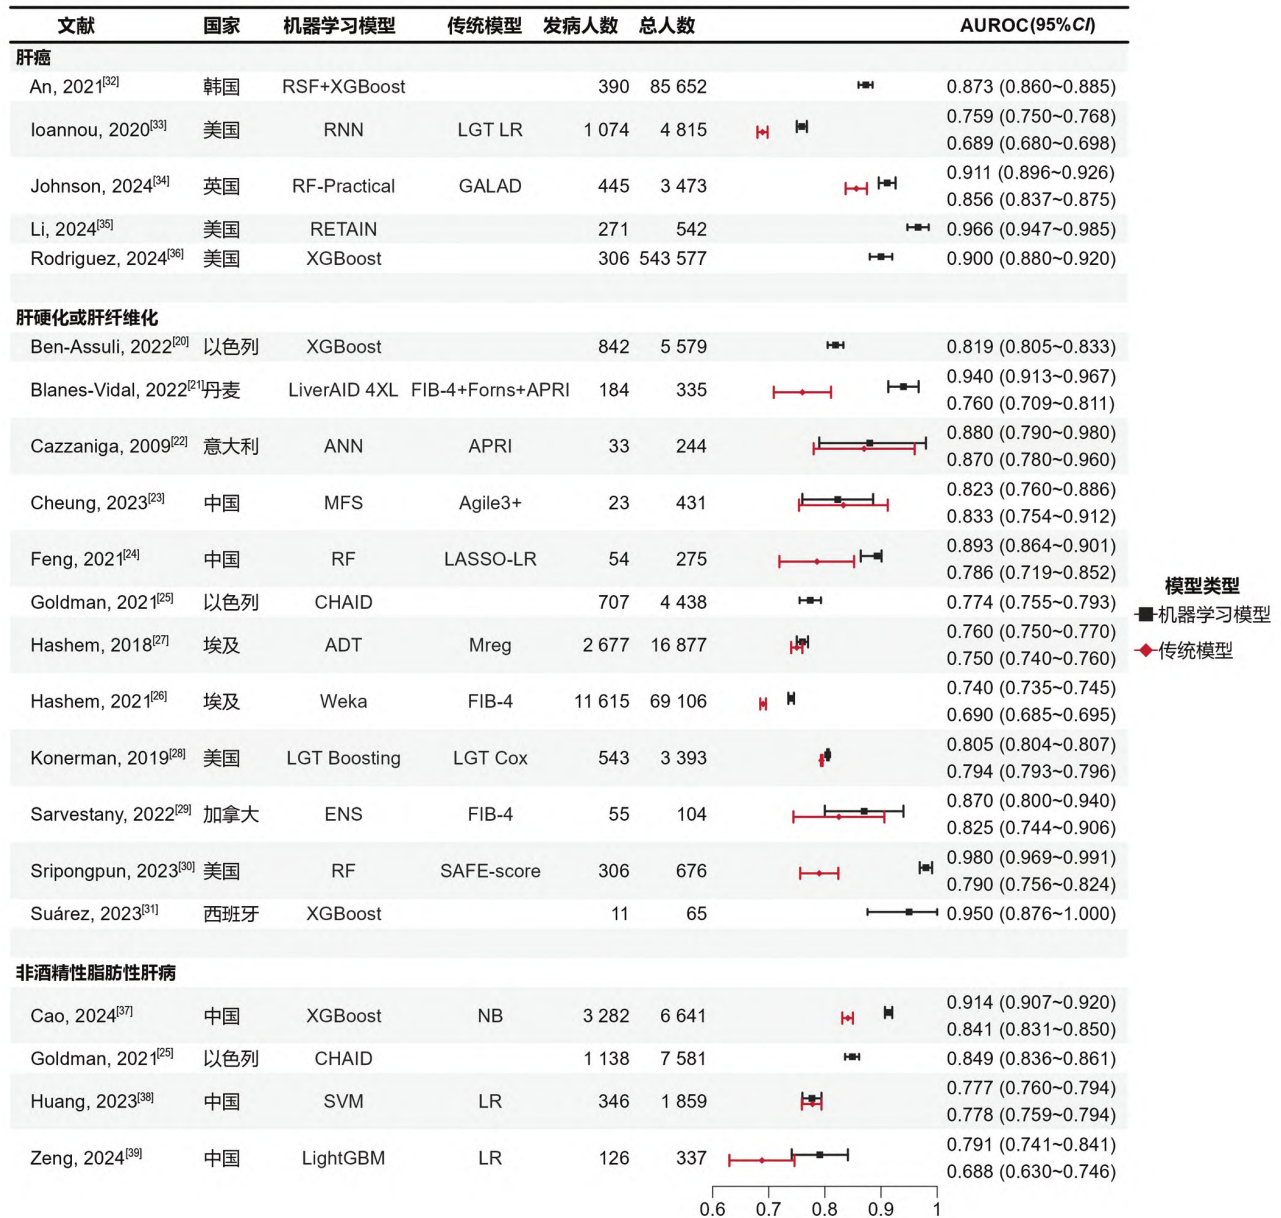 文献 国家 机器学习模型 传统模型 发病人数 总人数 AUROC(95%CI)
肝癌
An, 2021[32] 韩国 RSF+XGBoost 390 85 652 0.873 (0.860~0.885)
Ioannou, 2020[33] 美国 RNN LGT LR 1 074 4 815 0.759 (0.750~0.768)
0.689 (0.680~0.698)
Johnson, 2024[34] 英国 RF-Practical GALAD 445 3 473 0.911 (0.896~0.926)
0.856 (0.837~0.875)
Li, 2024[35] 美国 RETAIN 271 542 0.966 (0.947~0.985)
Rodriguez, 2024[36] 美国 XGBoost 306 543 577 0.900 (0.880~0.920)
肝硬化或肝纤维化
Ben-Assuli, 2022[20] 以色列 XGBoost 842 5 579 0.819 (0.805~0.833)
Blanes-Vidal, 2022[21] 丹麦 LiverAID 4XL FIB-4+Forns+APRI 184 335 0.940 (0.913~0.967)
0.760 (0.709~0.811)
Cazzaniga, 2009[22] 意大利 ANN APRI 33 244 0.880 (0.790~0.980)
0.870 (0.780~0.960)
Cheung, 2023[23] 中国 MFS Agile3+ 23 431 0.823 (0.760~0.886)
0.833 (0.754~0.912)
Feng, 2021[24] 中国 RF LASSO-LR 54 275 0.893 (0.864~0.901)
0.786 (0.719~0.852)
Goldman, 2021[25] 以色列 CHAID 707 4 438 0.774 (0.755~0.793)
Hashem, 2018[27] 埃及 ADT Mreg 2 677 16 877 0.760 (0.750~0.770)
0.750 (0.740~0.760)
Hashem, 2021[26] 埃及 Weka FIB-4 11 615 69 106 0.740 (0.735~0.745)
0.690 (0.685~0.695)
Konerman, 2019[28] 美国 LGT Boosting LGT Cox 543 3 393 0.805 (0.804~0.807)
0.794 (0.793~0.796)
Sarvestany, 2022[29] 加拿大 ENS FIB-4 55 104 0.870 (0.800~0.940)
0.825 (0.744~0.906)
Sripongpun, 2023[30] 美国 RF SAFE-score 306 676 0.980 (0.969~0.991)
0.790 (0.756~0.824)
Suárez, 2023[31] 西班牙 XGBoost 11 65 0.950 (0.876~1.000)
非酒精性脂肪性肝病
Cao, 2024[37] 中国 XGBoost NB 3 282 6 641 0.914 (0.907~0.920)
0.841 (0.831~0.850)
Goldman, 2021[25] 以色列 CHAID 1 138 7 581 0.849 (0.836~0.861)
Huang, 2023[38] 中国 SVM LR 346 1 859 0.777 (0.760~0.794)
0.778 (0.759~0.794)
Zeng, 2024[39] 中国 LightGBM LR 126 337 0.791 (0.741~0.841)
0.688 (0.630~0.746)
0.6 0.7 0.8 0.9 1
模型类型
机器学习模型
传统模型